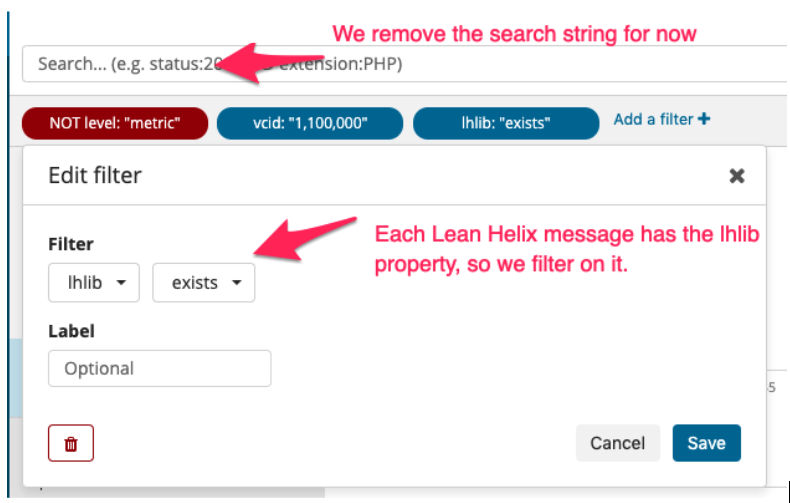 We remove the search string for now
Search... (e.g. status:20 extension:PHP)
NOT level: "metric" vcid: "1,100,000" lhlib: "exists" Add a filter +
Edit filter
Filter
Each Lean Helix message has the lhlib
property, so we filter on it.
lhlib exists
Label
Optional
Cancel Save